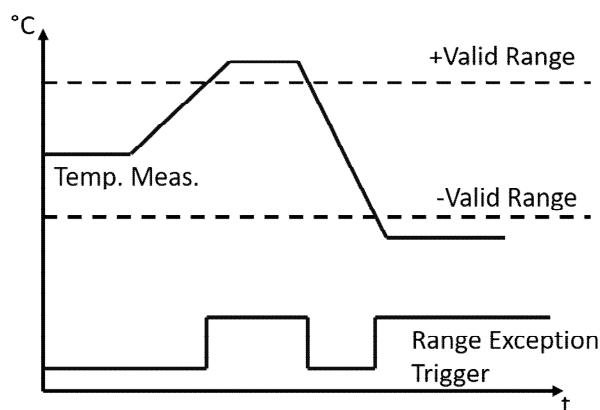 °C
+Valid Range
Temp. Meas.
-Valid Range
Range Exception
Trigger
t